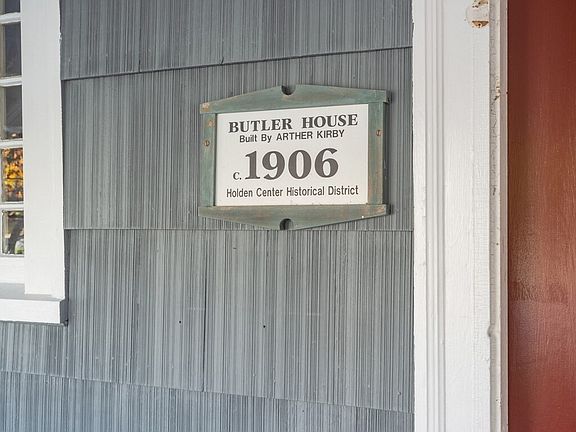 BUTLER HOUSE
Built By ARTHER KIRBY
C. 1906
Holden Center Historical District